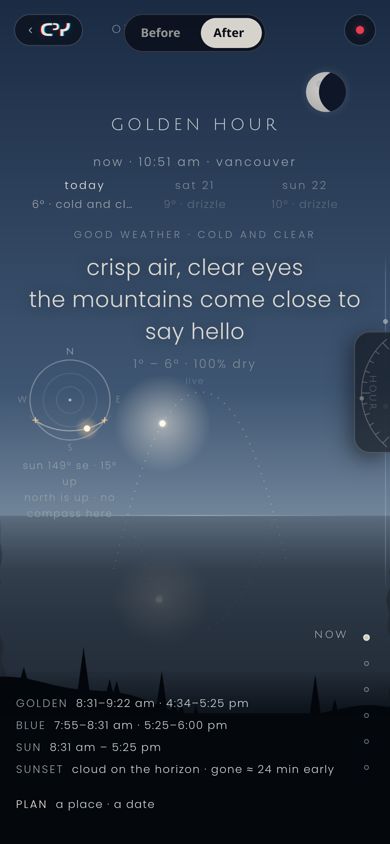 ‹ CPY
O
Before After
GOLDEN HOUR
now · 10:51 am · vancouver
today sat 21 sun 22
6° · cold and cl… 9° · drizzle 10° · drizzle
GOOD WEATHER · COLD AND CLEAR
crisp air, clear eyes
the mountains come close to
say hello
1° – 6° · 100% dry
live
N
W E
S
HOUR
sun 149° se · 15°
up
north is up · no
compass here
NOW
GOLDEN 8:31–9:22 am · 4:34–5:25 pm
BLUE 7:55–8:31 am · 5:25–6:00 pm
SUN 8:31 am – 5:25 pm
SUNSET cloud on the horizon · gone ≈ 24 min early
PLAN a place · a date